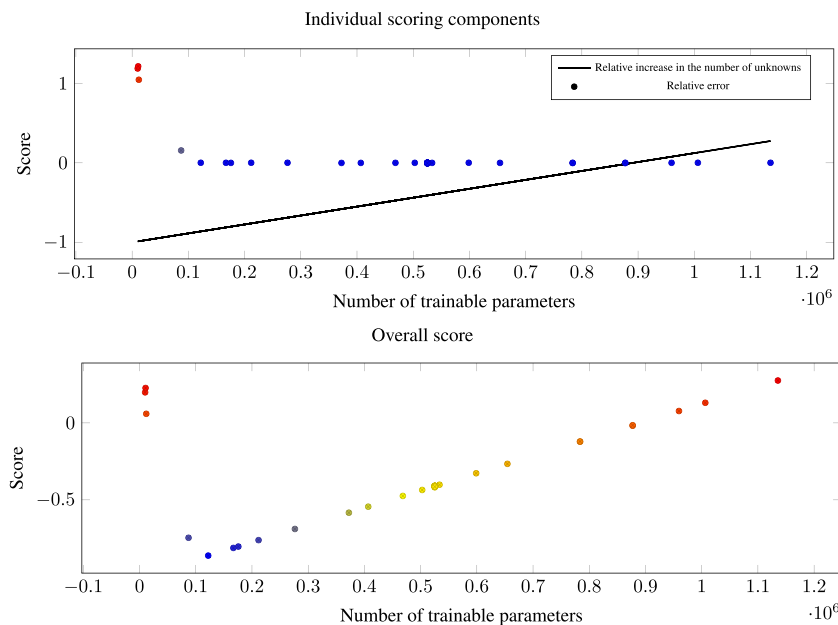 Individual scoring components
Relative increase in the number of unknowns
Relative error
1
0
−1
Score
−0.1 0 0.1 0.2 0.3 0.4 0.5 0.6 0.7 0.8 0.9 1 1.1 1.2
·10^6
Number of trainable parameters
Overall score
0
−0.5
Score
−0.1 0 0.1 0.2 0.3 0.4 0.5 0.6 0.7 0.8 0.9 1 1.1 1.2
·10^6
Number of trainable parameters